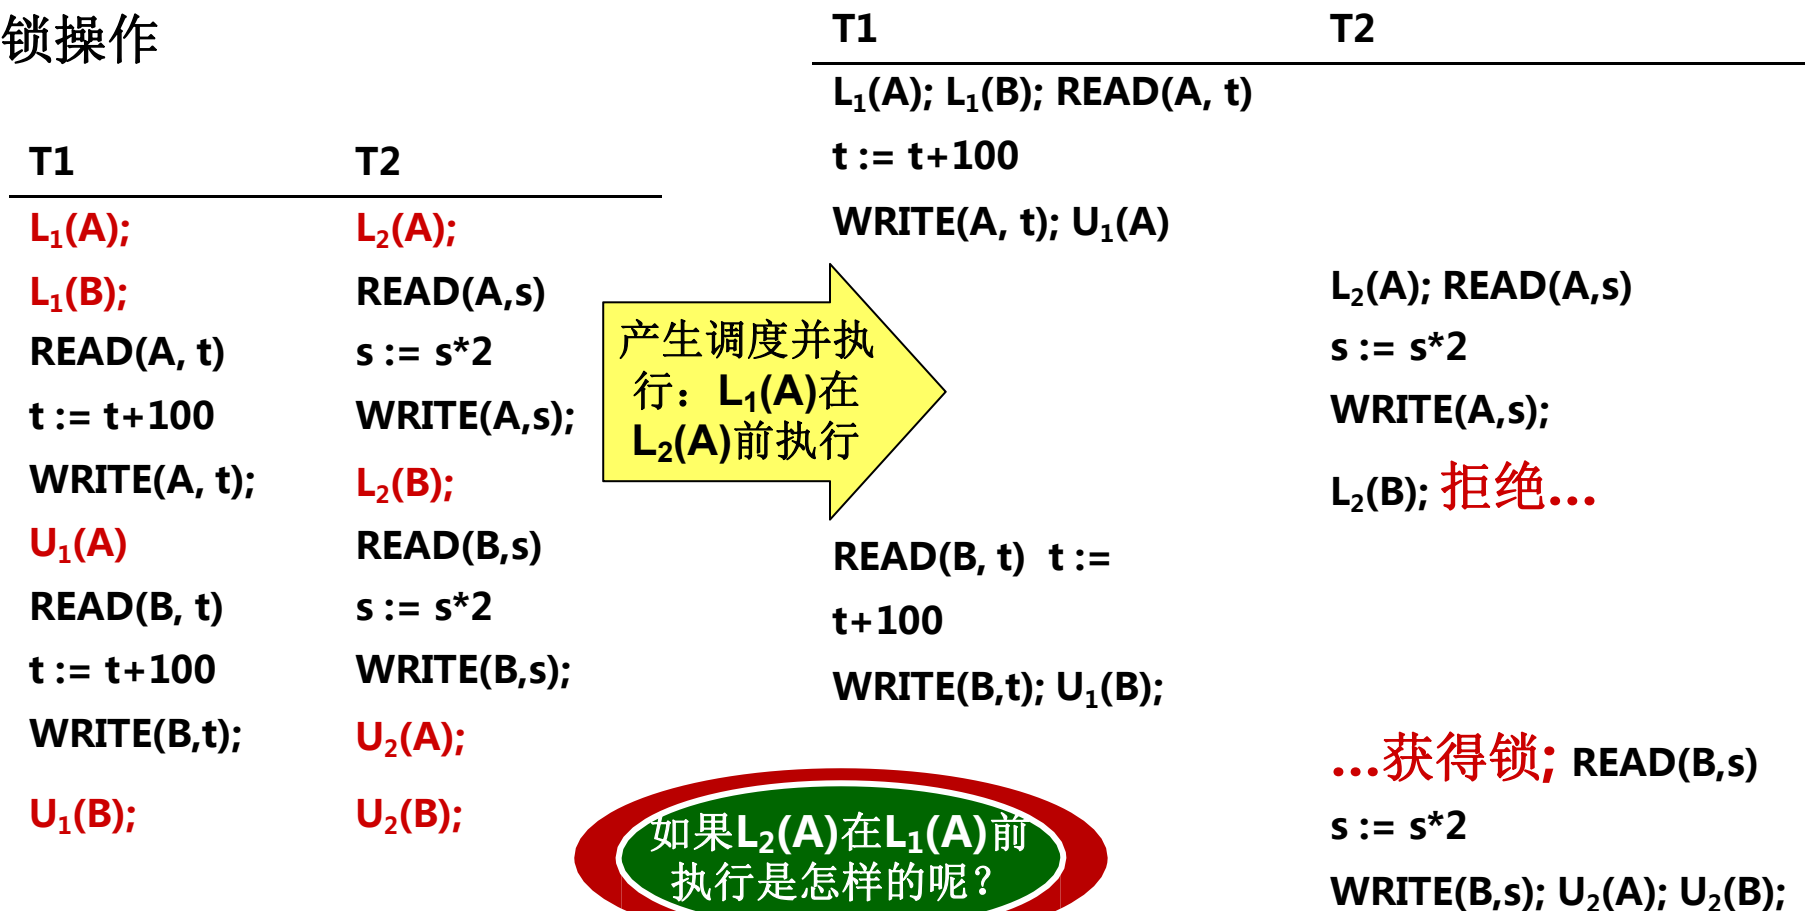 锁操作
T1 T2
L₁(A); L₂(A);
L₁(B); READ(A,s)
READ(A, t) s := s*2
t := t+100 WRITE(A,s);
WRITE(A, t); L₂(B);
U₁(A) READ(B,s)
READ(B, t) s := s*2
t := t+100 WRITE(B,s);
WRITE(B,t); U₂(A);
U₁(B); U₂(B);
产生调度并执
行：L₁(A)在
L₂(A)前执行
T1 T2
L₁(A); L₁(B); READ(A, t)
t := t+100
WRITE(A, t); U₁(A)
L₂(A); READ(A,s)
s := s*2
WRITE(A,s);
L₂(B); 拒绝...
READ(B, t) t :=
t+100
WRITE(B,t); U₁(B);
...获得锁; READ(B,s)
s := s*2
WRITE(B,s); U₂(A); U₂(B);
如果L₂(A)在L₁(A)前
执行是怎样的呢？